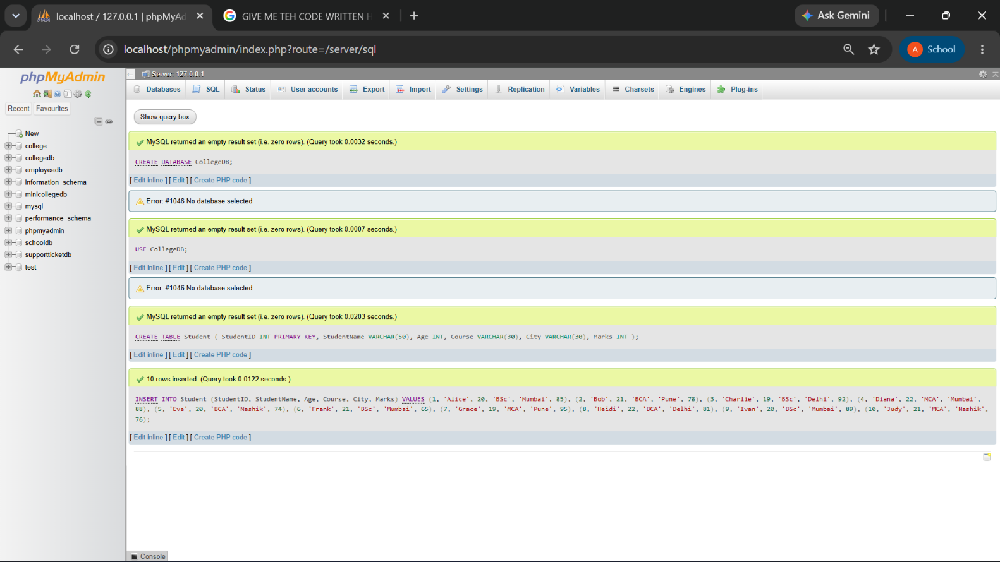 localhost / 127.0.0.1 | phpMyAd
GIVE ME TEH CODE WRITTEN H
Ask Gemini
localhost/phpmyadmin/index.php?route=/server/sql
A School
phpMyAdmin
Recent Favourites
New
college
collegedb
employeedb
information_schema
minicollegedb
mysql
performance_schema
phpmyadmin
schooldb
supportticketdb
test
Server: 127.0.0.1
Databases SQL Status User accounts Export Import Settings Replication Variables Charsets Engines Plug-ins
Show query box
MySQL returned an empty result set (i.e. zero rows). (Query took 0.0032 seconds.)
CREATE DATABASE CollegeDB;
[ Edit inline ] [ Edit ] [ Create PHP code ]
Error: #1046 No database selected
MySQL returned an empty result set (i.e. zero rows). (Query took 0.0007 seconds.)
USE CollegeDB;
[ Edit inline ] [ Edit ] [ Create PHP code ]
Error: #1046 No database selected
MySQL returned an empty result set (i.e. zero rows). (Query took 0.0203 seconds.)
CREATE TABLE Student ( StudentID INT PRIMARY KEY, StudentName VARCHAR(50), Age INT, Course VARCHAR(30), City VARCHAR(30), Marks INT );
[ Edit inline ] [ Edit ] [ Create PHP code ]
10 rows inserted. (Query took 0.0122 seconds.)
INSERT INTO Student (StudentID, StudentName, Age, Course, City, Marks) VALUES (1, 'Alice', 20, 'BSc', 'Mumbai', 85), (2, 'Bob', 21, 'BCA', 'Pune', 78), (3, 'Charlie', 19, 'BSc', 'Delhi', 92), (4, 'Diana', 22, 'MCA', 'Mumbai',
88), (5, 'Eve', 20, 'BCA', 'Nashik', 74), (6, 'Frank', 21, 'BSc', 'Mumbai', 65), (7, 'Grace', 19, 'MCA', 'Pune', 95), (8, 'Heidi', 22, 'BCA', 'Delhi', 81), (9, 'Ivan', 20, 'BSc', 'Mumbai', 89), (10, 'Judy', 21, 'MCA', 'Nashik',
76);
[ Edit inline ] [ Edit ] [ Create PHP code ]
Console